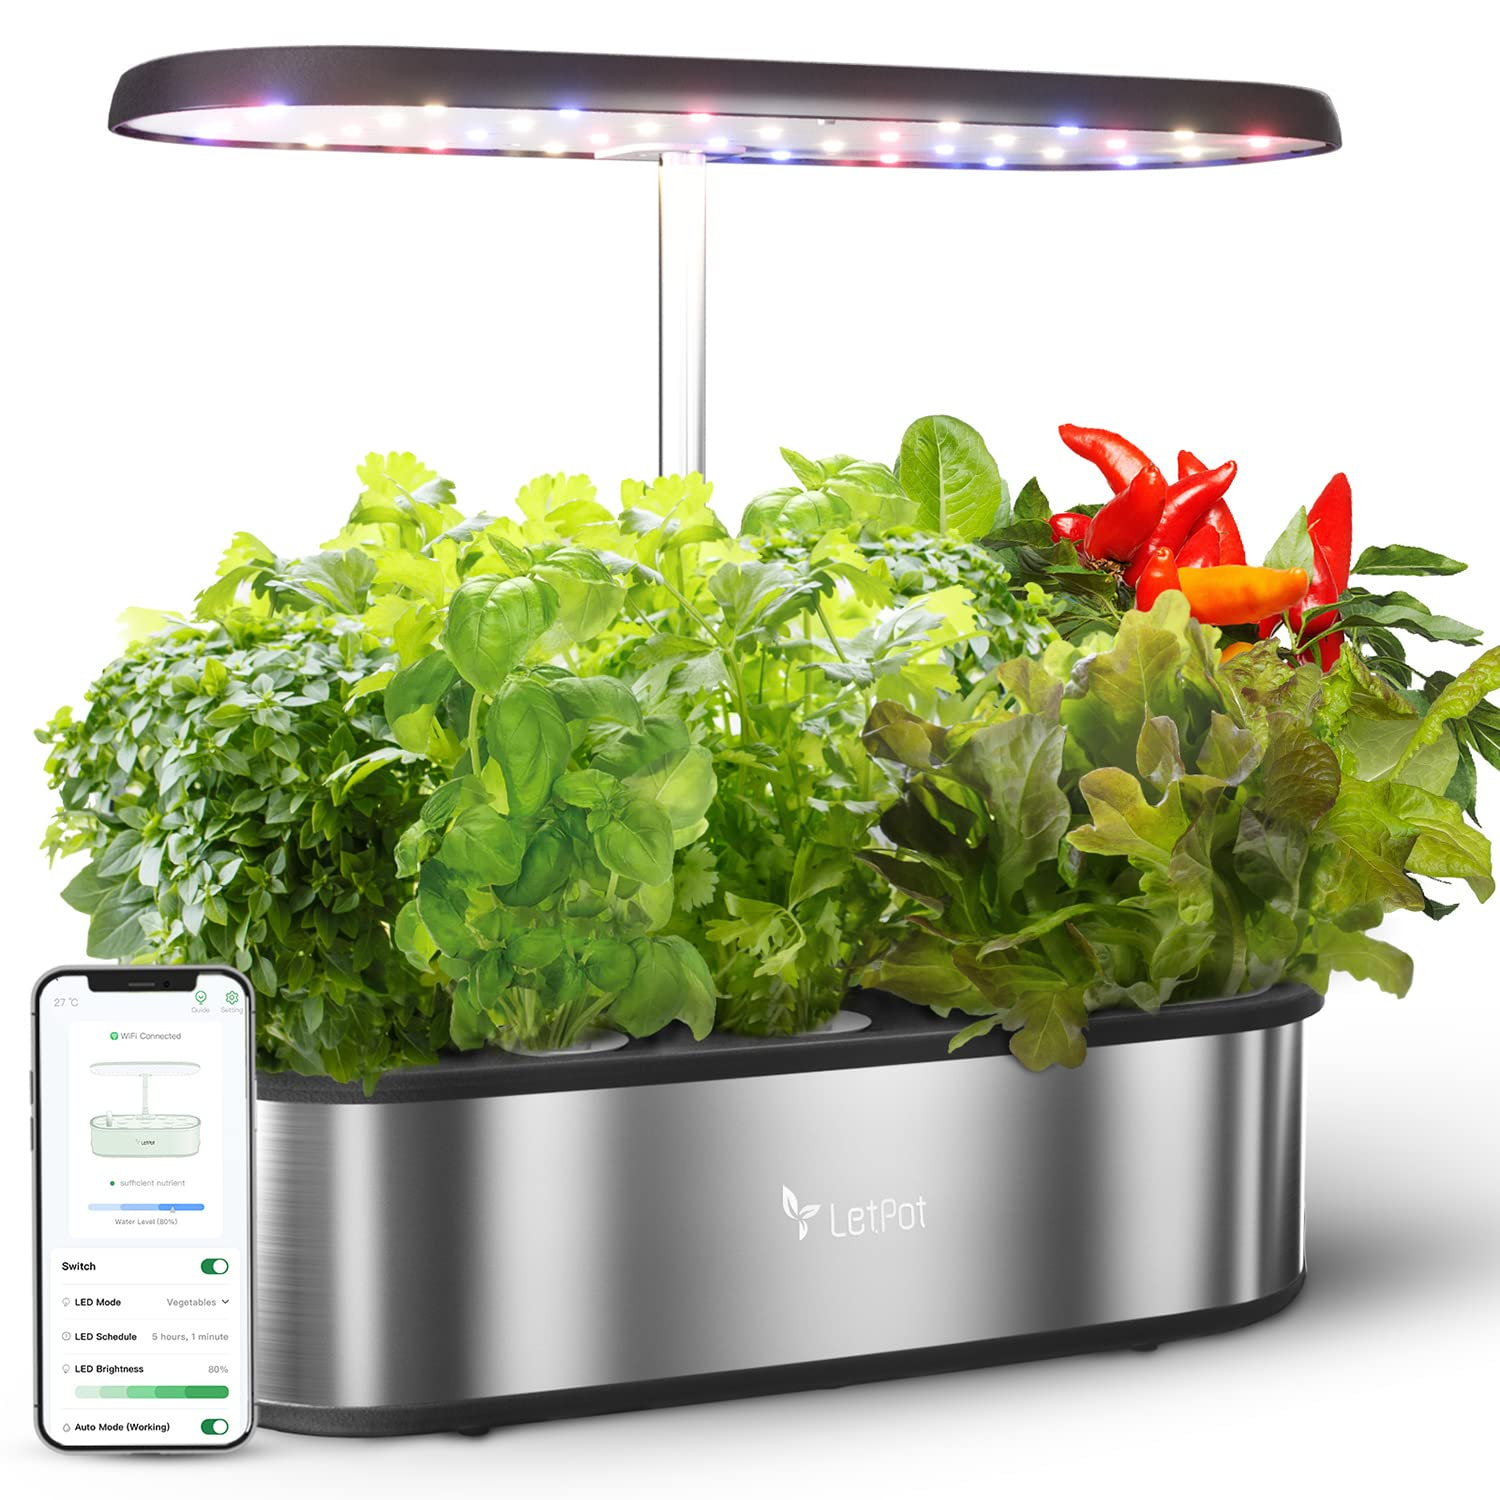 27 ℃
Guide
Setting
WiFi Connected
LetPot
sufficient nutrient
Water Level (80%)
Switch
LED Mode Vegetables
LED Schedule 5 hours, 1 minute
LED Brightness 80%
Auto Mode (Working)
LetPot